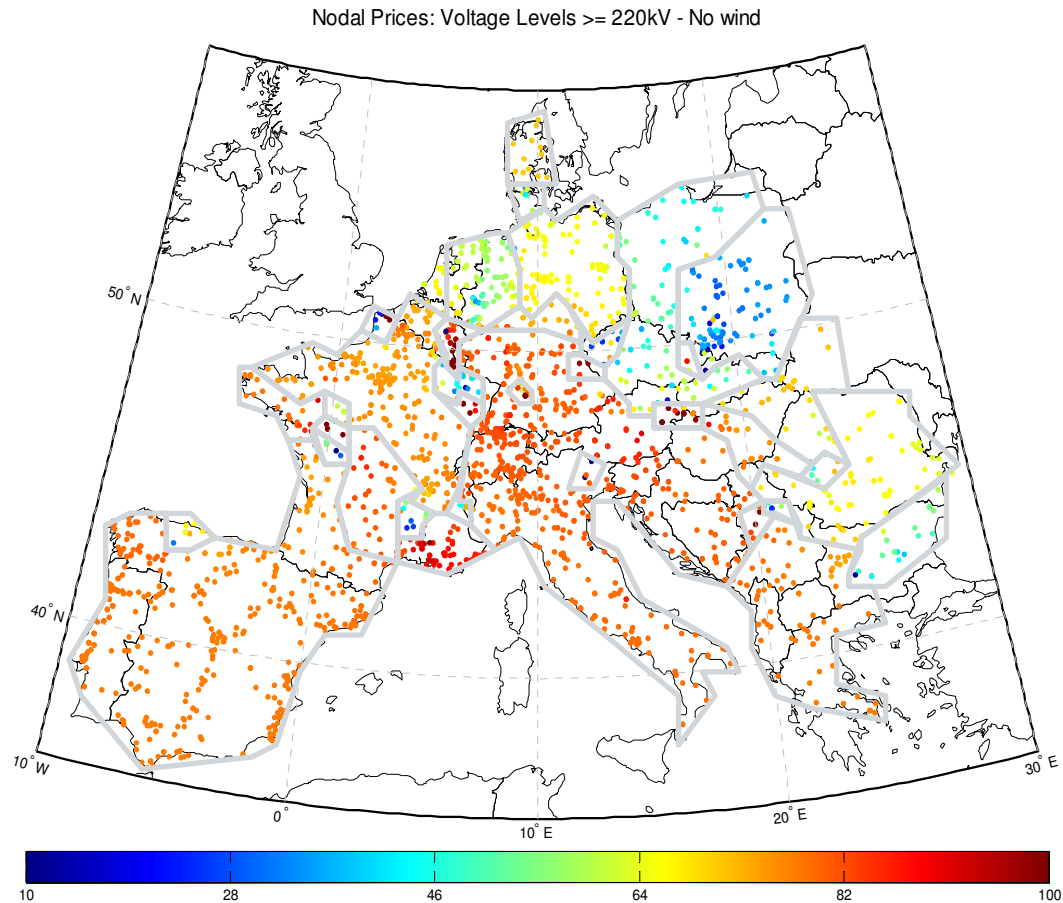 Nodal Prices: Voltage Levels >= 220kV - No wind
50° N
40° N
10° W
0°
10° E
20° E
30° E
10 28 46 64 82 100